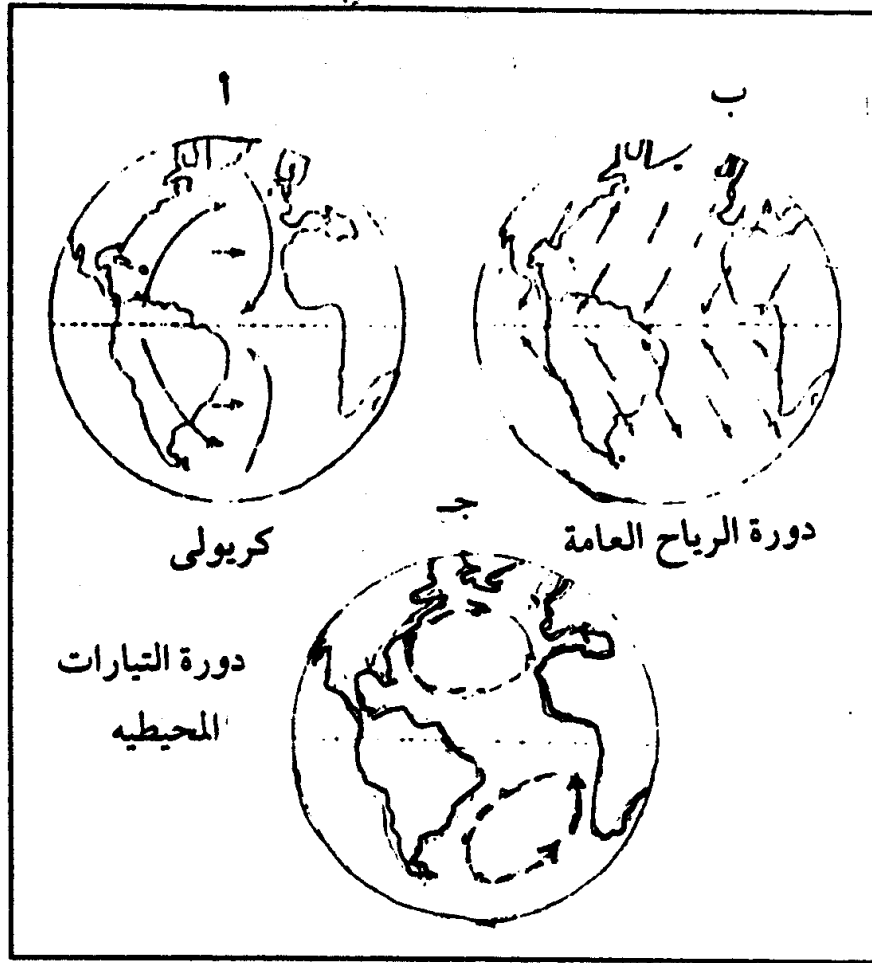 أ
ب
كريولى
دورة الرياح العامة
جـ
دورة التيارات
المحيطيه